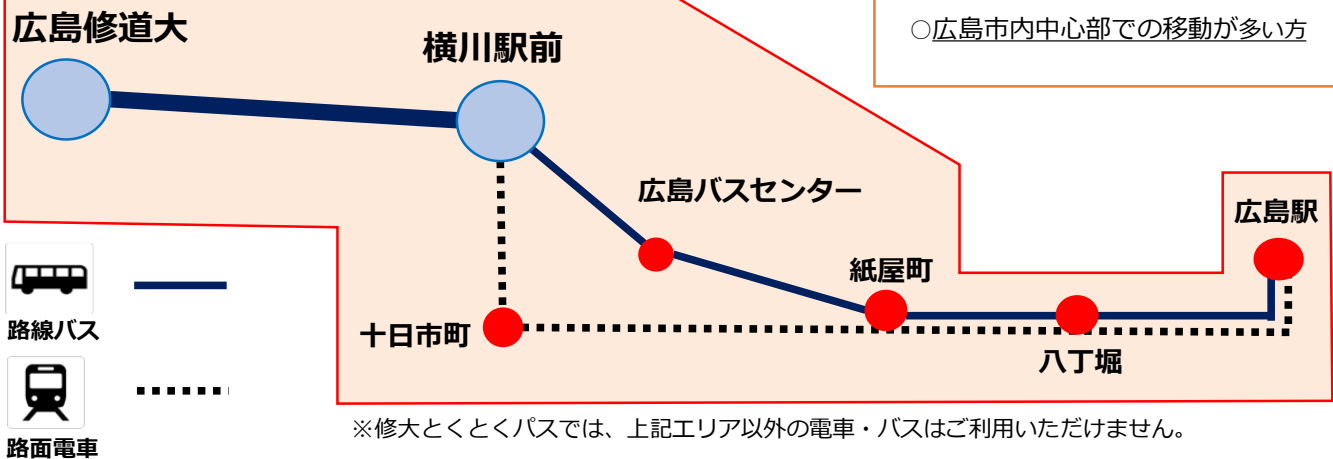 広島修道大
横川駅前
○広島市内中心部での移動が多い方
広島バスセンター
広島駅
紙屋町
路線バス
十日市町
八丁堀
路面電車
※修大とくとくパスでは、上記エリア以外の電車・バスはご利用いただけません。